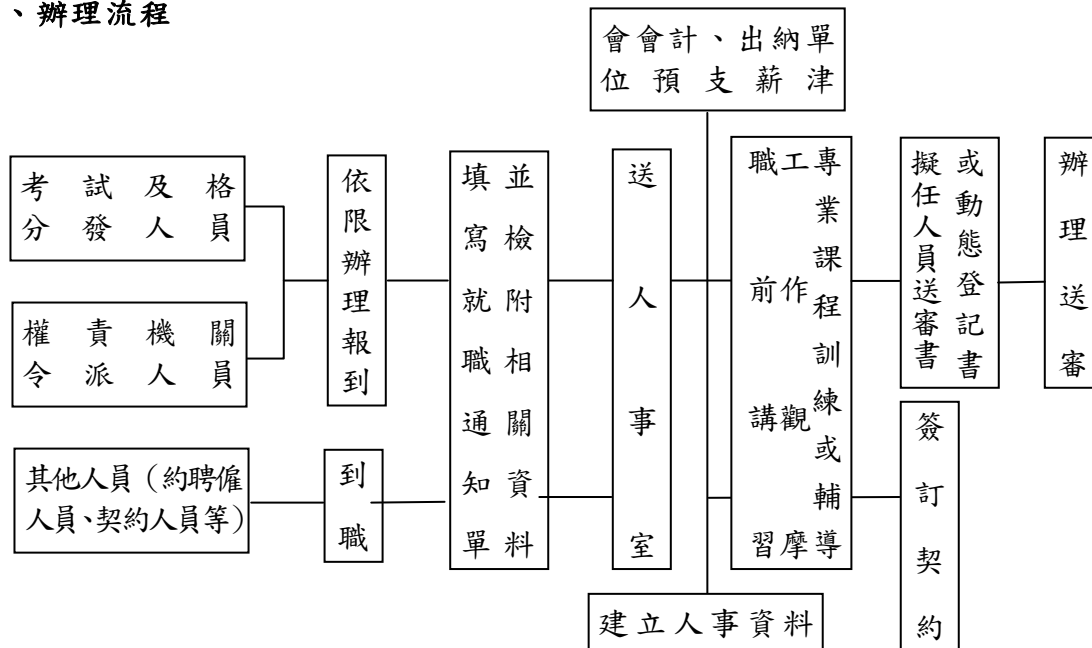 、辦理流程
會會計、出納單
位預支薪津
考試及格
分發人員
權責機關
令派人員
其他人員（約聘僱
人員、契約人員等）
依限辦理報到
到職
填寫就職通知單
並檢附相關資料
送人事室
職前講習
工作觀摩
專業課程訓練或輔導
建立人事資料
擬任人員送審書
或動態登記書
簽訂契約
辦理送審